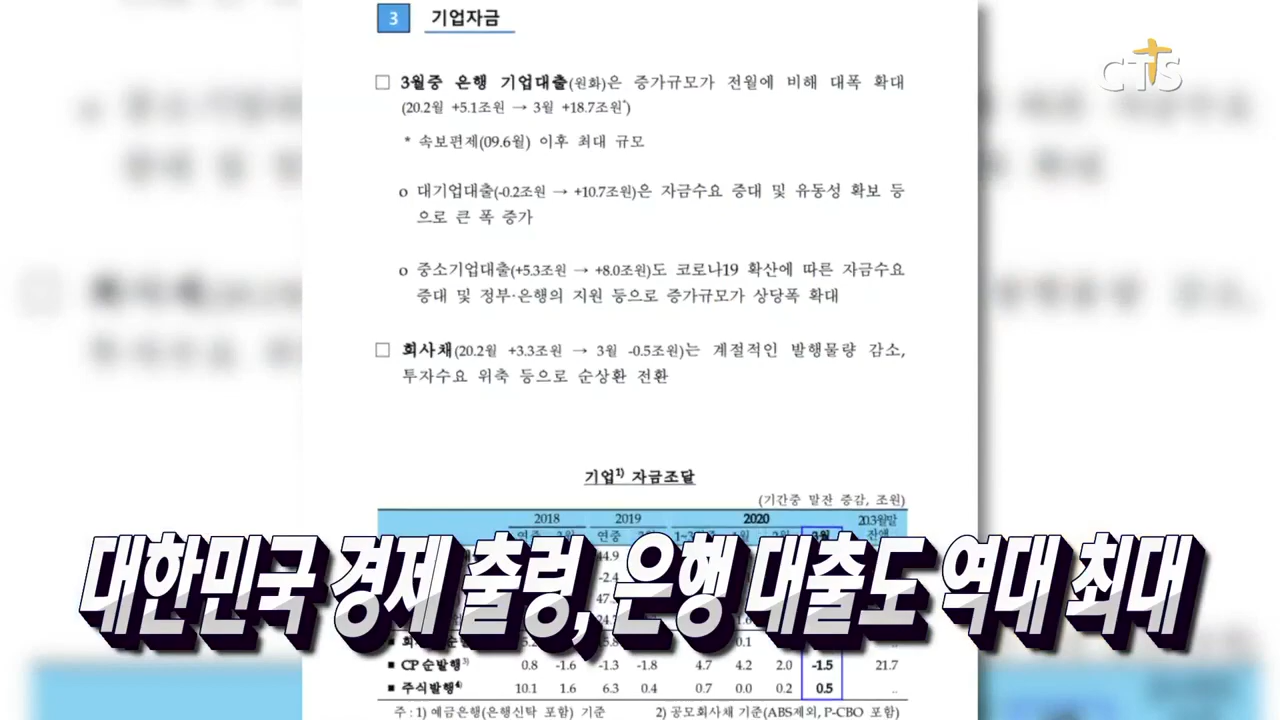 3 기업자금
CTS
□ 3월중 은행 기업대출(원화)은 증가규모가 전월에 비해 대폭 확대
(20.2월 +5.1조원 → 3월 +18.7조원*)
* 속보편제(09.6월) 이후 최대 규모
o 대기업대출(-0.2조원 → +10.7조원)은 자금수요 증대 및 유동성 확보 등
으로 큰 폭 증가
o 중소기업대출(+5.3조원 → +8.0조원)도 코로나19 확산에 따른 자금수요
증대 및 정부·은행의 지원 등으로 증가규모가 상당폭 확대
□ 회사채(20.2월 +3.3조원 → 3월 -0.5조원)는 계절적인 발행물량 감소,
투자수요 위축 등으로 순상환 전환
기업1) 자금조달
(기간중 말잔 증감, 조원)
2018 2019 2020 20.3월말
연중 연중 잔액
대한민국 경제 출렁, 은행 대출도 역대 최대
■ CP순발행3) 0.8 -1.6 -1.3 -1.8 4.7 4.2 2.0 -1.5 21.7
■ 주식발행4) 10.1 1.6 6.3 0.4 0.7 0.0 0.2 0.5 ..
주 : 1) 예금은행(은행신탁 포함) 기준 2) 공모회사채 기준(ABS제외, P-CBO 포함)